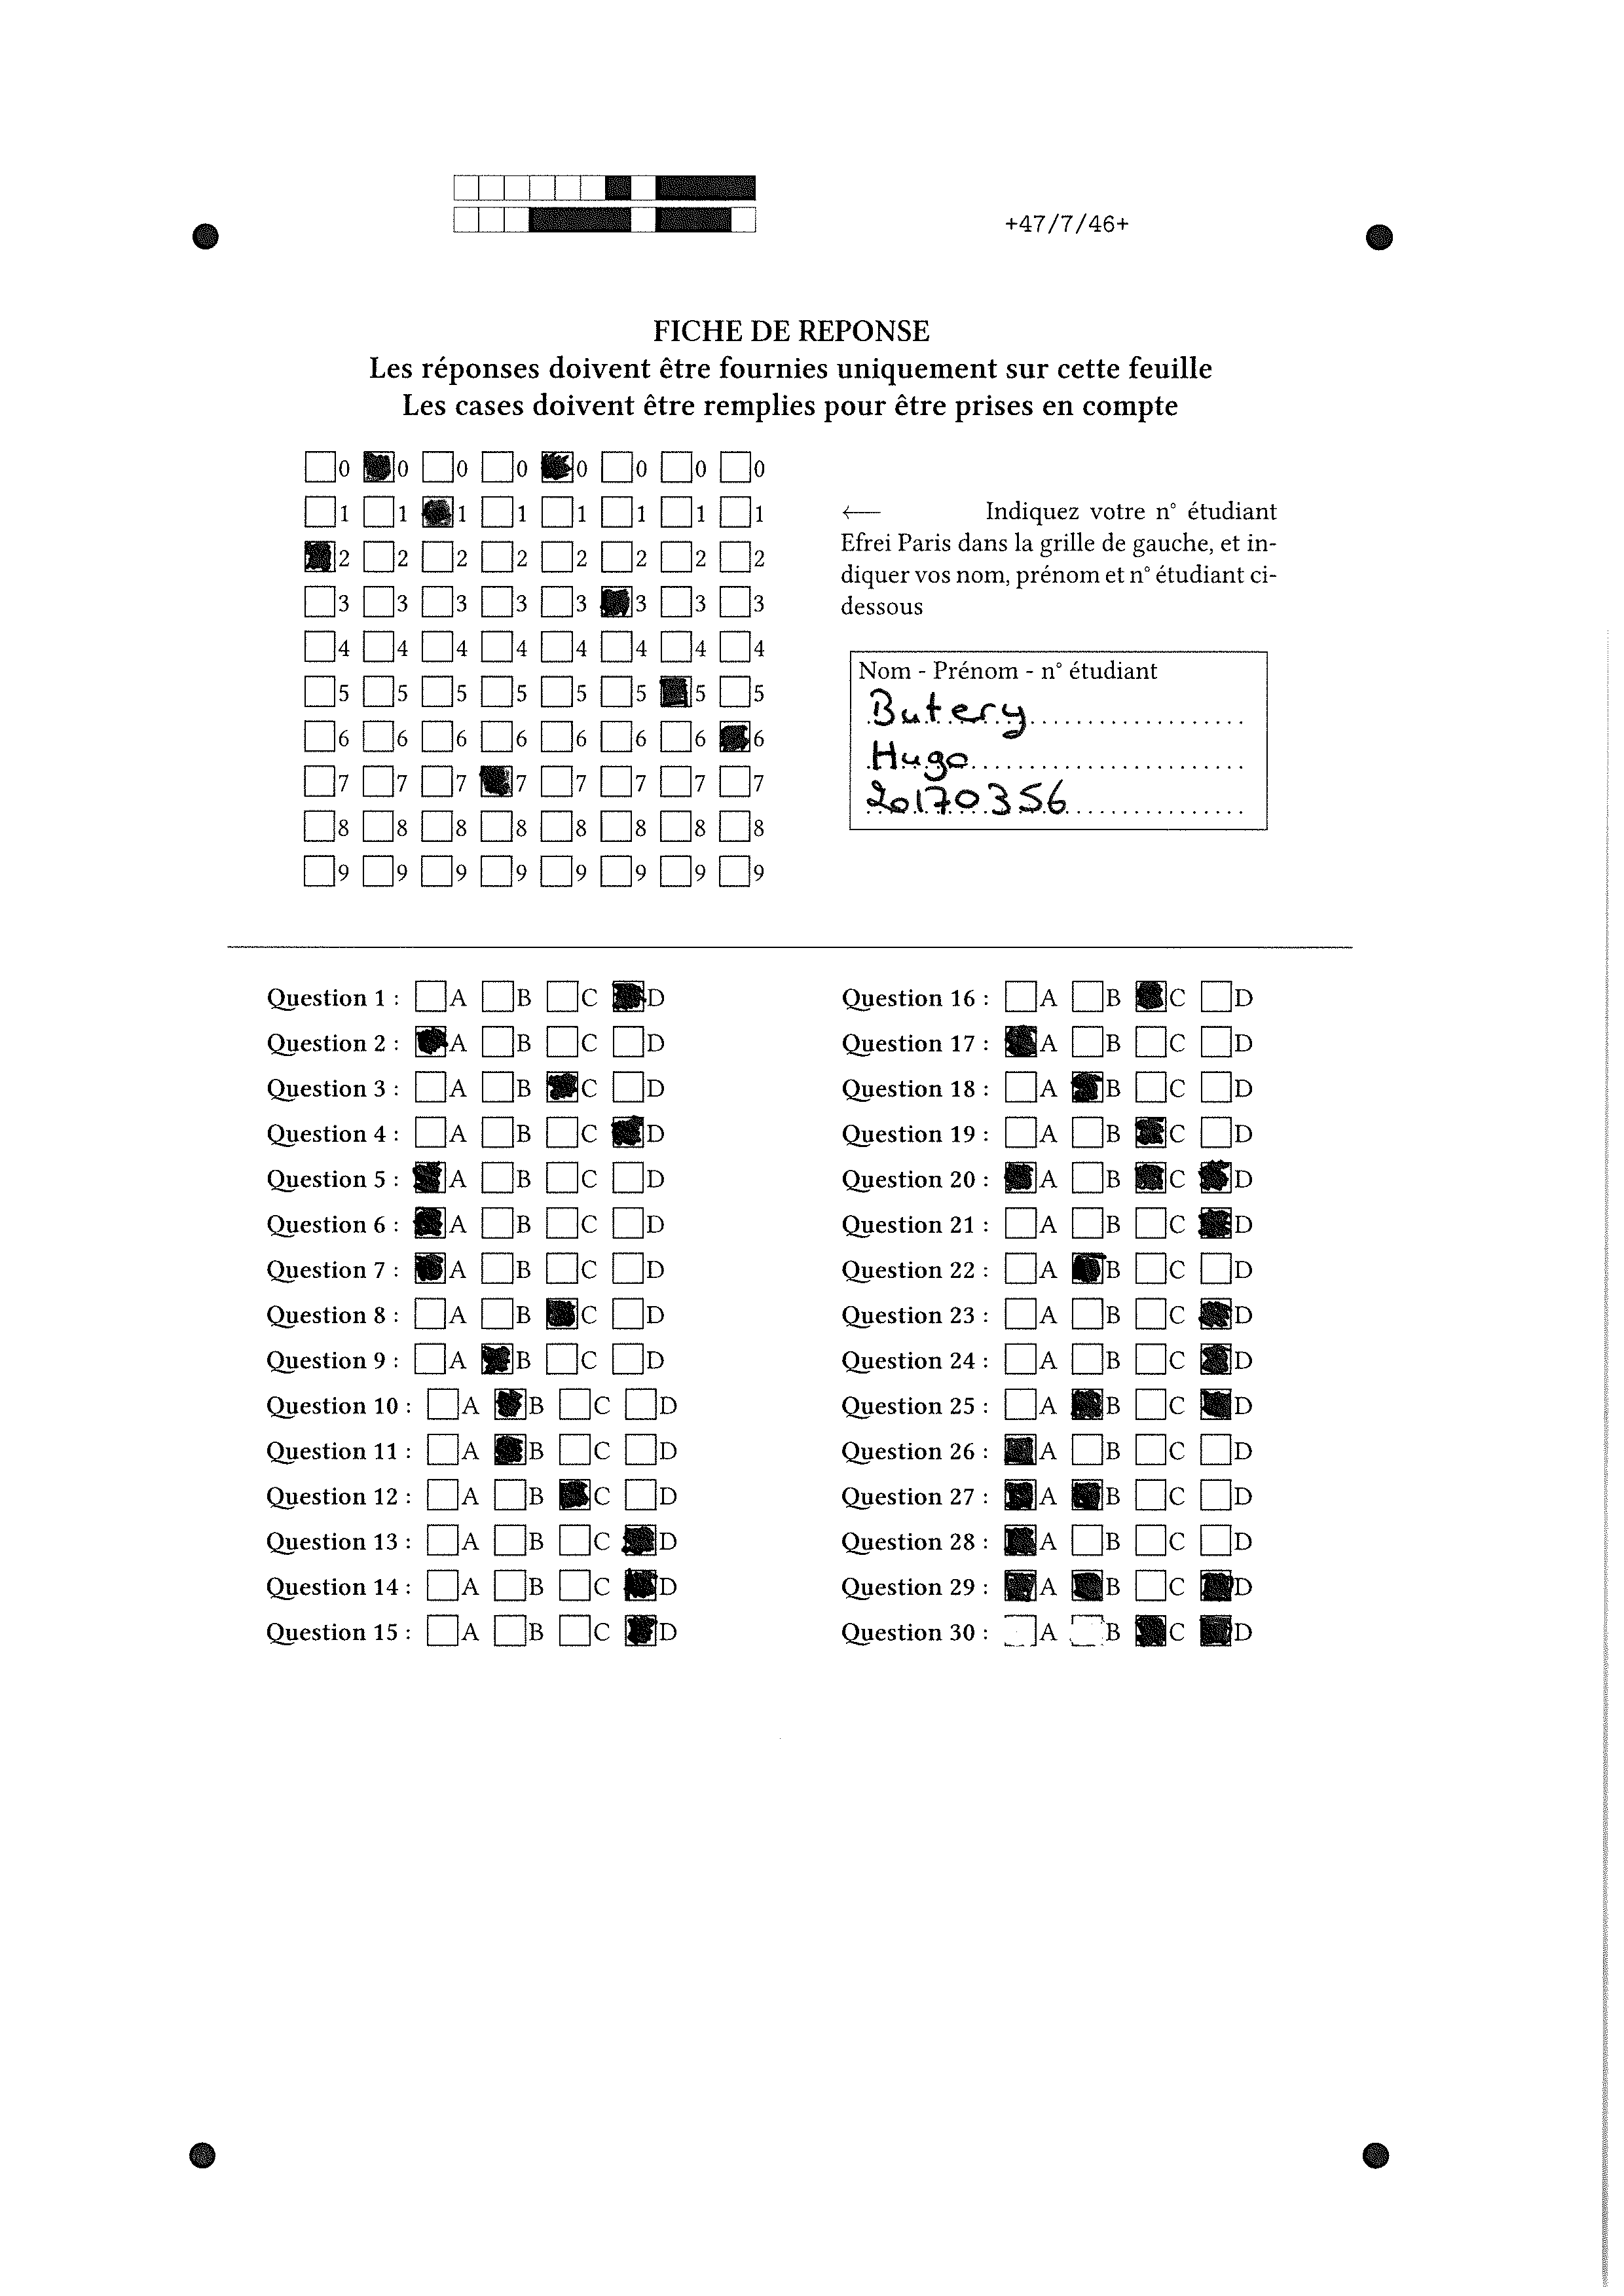 +47/7/46+
FICHE DE REPONSE
Les réponses doivent être fournies uniquement sur cette feuille
Les cases doivent être remplies pour être prises en compte
0 0 0 0 0 0 0 0
1 1 1 1 1 1 1 1
2 2 2 2 2 2 2 2
3 3 3 3 3 3 3 3
4 4 4 4 4 4 4 4
5 5 5 5 5 5 5 5
6 6 6 6 6 6 6 6
7 7 7 7 7 7 7 7
8 8 8 8 8 8 8 8
9 9 9 9 9 9 9 9
← Indiquez votre n° étudiant
Efrei Paris dans la grille de gauche, et in-
diquer vos nom, prénom et n° étudiant ci-
dessous
Nom - Prénom - n° étudiant
Butery
Hugo
20170356
Question 1 : A B C D
Question 2 : A B C D
Question 3 : A B C D
Question 4 : A B C D
Question 5 : A B C D
Question 6 : A B C D
Question 7 : A B C D
Question 8 : A B C D
Question 9 : A B C D
Question 10 : A B C D
Question 11 : A B C D
Question 12 : A B C D
Question 13 : A B C D
Question 14 : A B C D
Question 15 : A B C D
Question 16 : A B C D
Question 17 : A B C D
Question 18 : A B C D
Question 19 : A B C D
Question 20 : A B C D
Question 21 : A B C D
Question 22 : A B C D
Question 23 : A B C D
Question 24 : A B C D
Question 25 : A B C D
Question 26 : A B C D
Question 27 : A B C D
Question 28 : A B C D
Question 29 : A B C D
Question 30 : A B C D